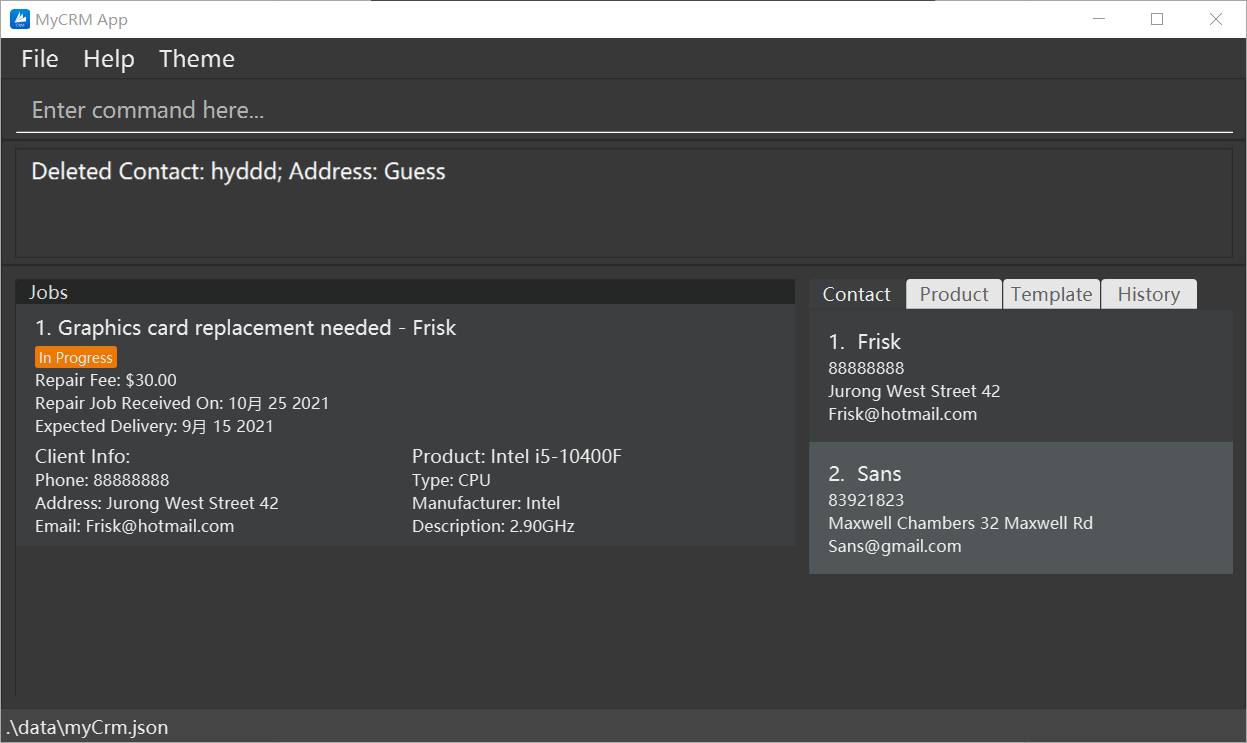 MyCRM App
File Help Theme
Enter command here...
Deleted Contact: hyddd; Address: Guess
Jobs
1. Graphics card replacement needed - Frisk
In Progress
Repair Fee: $30.00
Repair Job Received On: 10月 25 2021
Expected Delivery: 9月 15 2021
Client Info:
Phone: 88888888
Address: Jurong West Street 42
Email: Frisk@hotmail.com
Product: Intel i5-10400F
Type: CPU
Manufacturer: Intel
Description: 2.90GHz
Contact Product Template History
1. Frisk
88888888
Jurong West Street 42
Frisk@hotmail.com
2. Sans
83921823
Maxwell Chambers 32 Maxwell Rd
Sans@gmail.com
.\data\myCrm.json